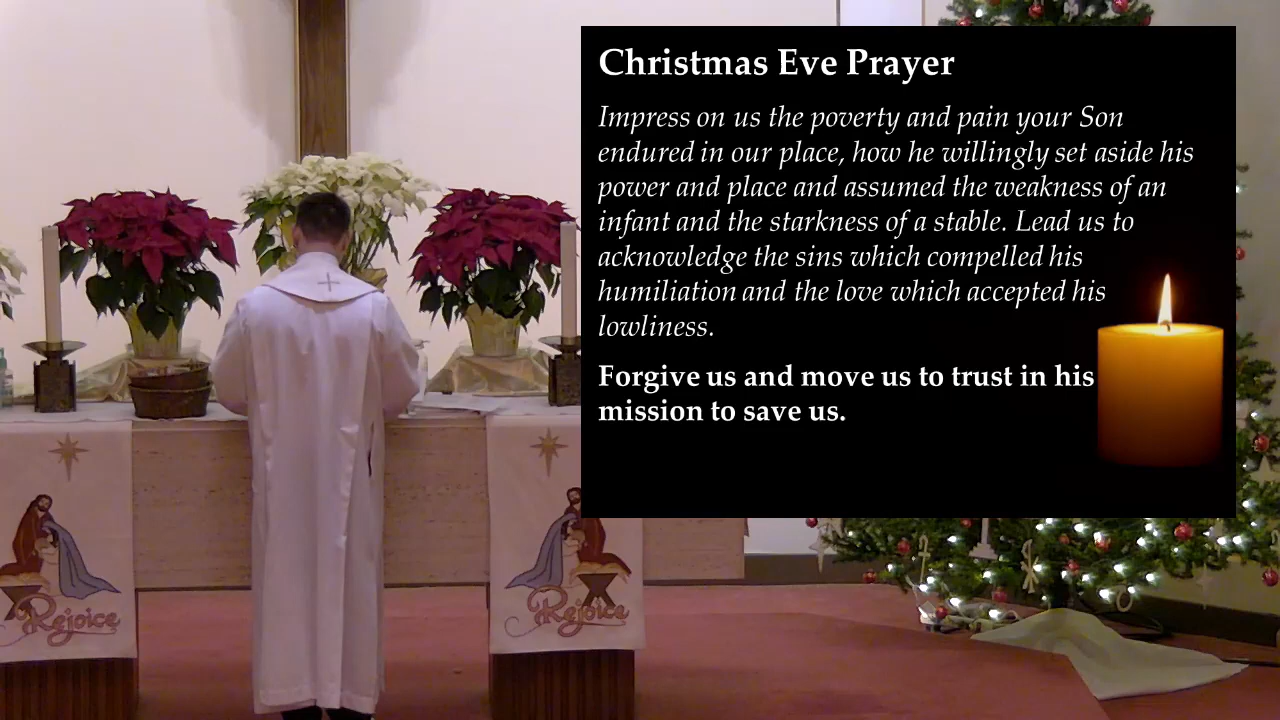 Christmas Eve Prayer
Impress on us the poverty and pain your Son
endured in our place, how he willingly set aside his
power and place and assumed the weakness of an
infant and the starkness of a stable. Lead us to
acknowledge the sins which compelled his
humiliation and the love which accepted his
lowliness.
Forgive us and move us to trust in his
mission to save us.
Rejoice
Rejoice